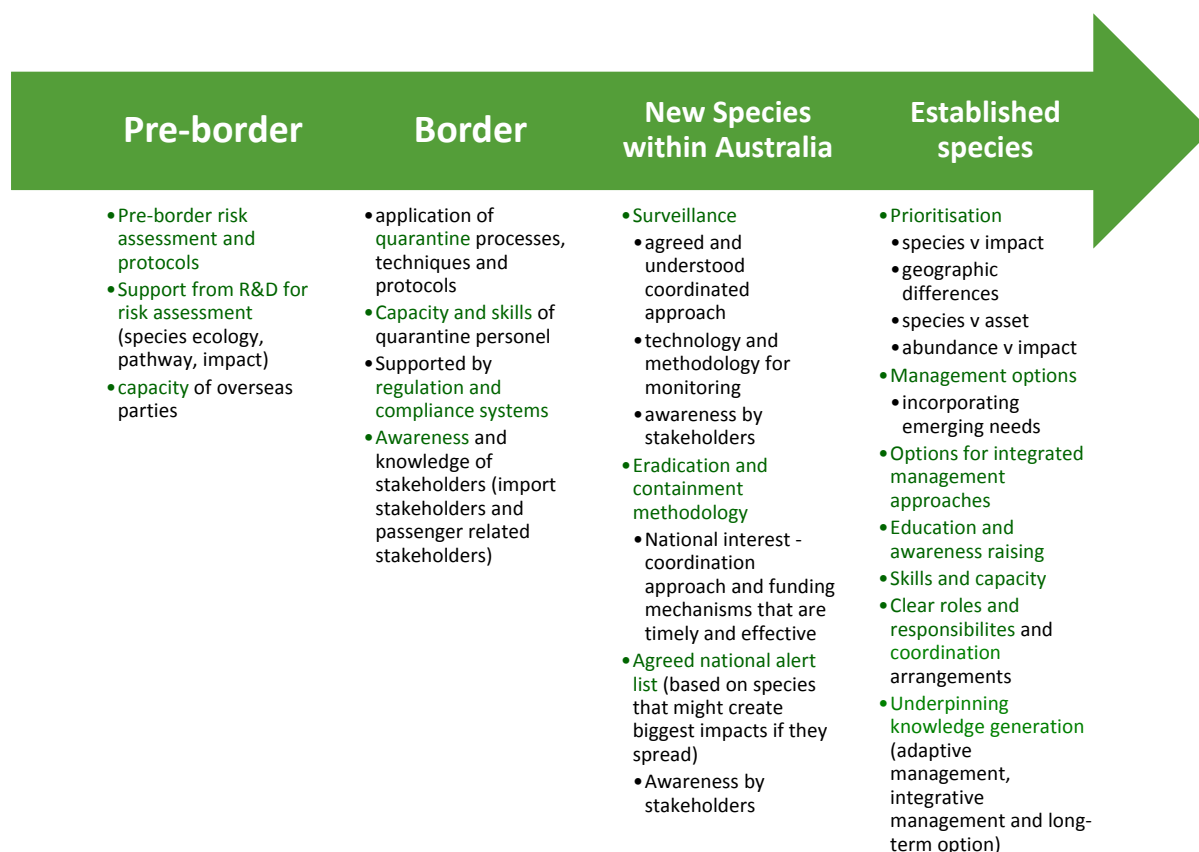 Pre-border
Border
New Species
within Australia
Established
species
•Pre-border risk
assessment and
protocols
•Support from R&D for
risk assessment
(species ecology,
pathway, impact)
•capacity of overseas
parties
•application of
quarantine processes,
techniques and
protocols
•Capacity and skills of
quarantine personel
•Supported by
regulation and
compliance systems
•Awareness and
knowledge of
stakeholders (import
stakeholders and
passenger related
stakeholders)
•Surveillance
•agreed and
understood
coordinated
approach
•technology and
methodology for
monitoring
•awareness by
stakeholders
•Eradication and
containment
methodology
•National interest -
coordination
approach and funding
mechanisms that are
timely and effective
•Agreed national alert
list (based on species
that might create
biggest impacts if they
spread)
•Awareness by
stakeholders
•Prioritisation
•species v impact
•geographic
differences
•species v asset
•abundance v impact
•Management options
•incorporating
emerging needs
•Options for integrated
management
approaches
•Education and
awareness raising
•Skills and capacity
•Clear roles and
responsibilites and
coordination
arrangements
•Underpinning
knowledge generation
(adaptive
management,
integrative
management and long-
term option)